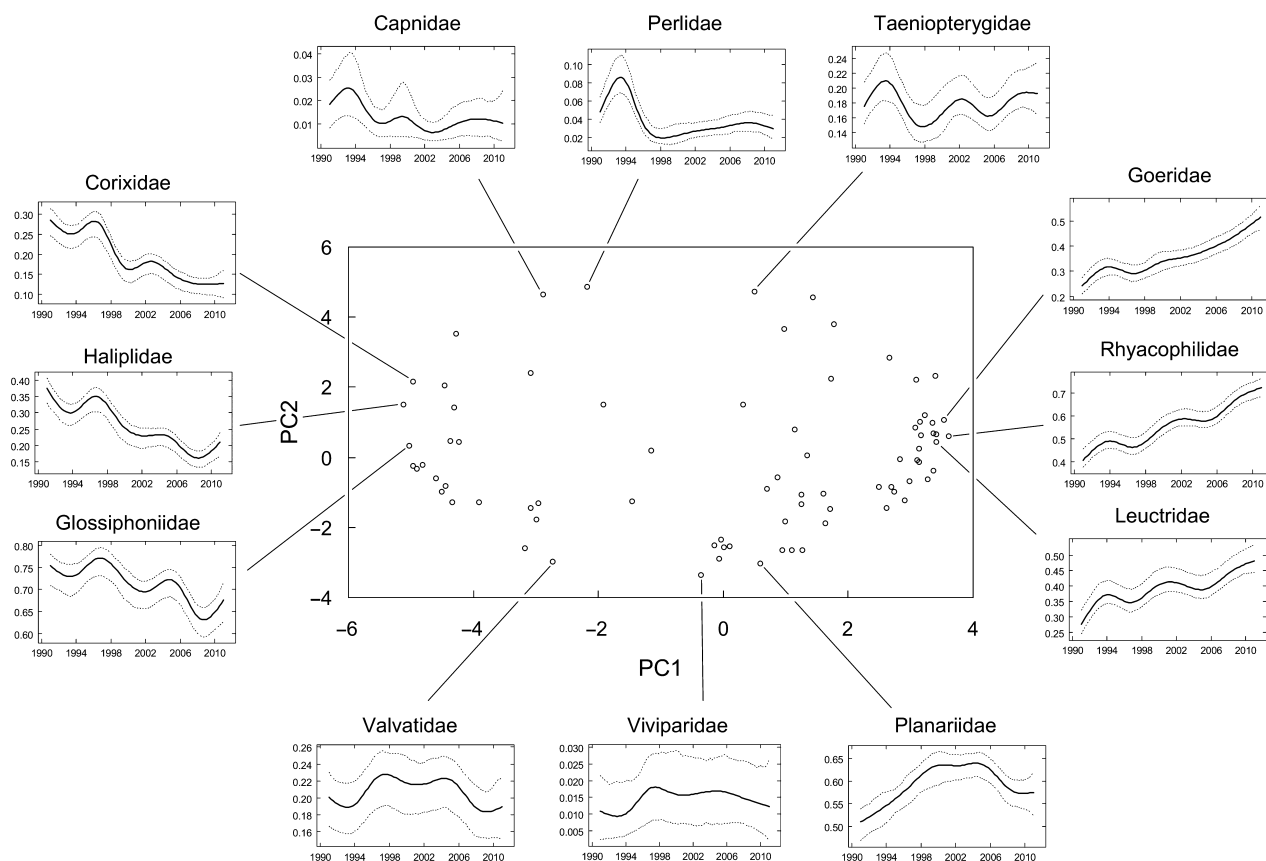 Capnidae
0.04
0.03
0.02
0.01
1990 1994 1998 2002 2006 2010
Perlidae
0.10
0.08
0.06
0.04
0.02
1990 1994 1998 2002 2006 2010
Taeniopterygidae
0.24
0.22
0.20
0.18
0.16
0.14
1990 1994 1998 2002 2006 2010
Corixidae
0.30
0.25
0.20
0.15
0.10
1990 1994 1998 2002 2006 2010
Goeridae
0.5
0.4
0.3
0.2
1990 1994 1998 2002 2006 2010
Haliplidae
0.40
0.35
0.30
0.25
0.20
0.15
1990 1994 1998 2002 2006 2010
Rhyacophilidae
0.7
0.6
0.5
0.4
1990 1994 1998 2002 2006 2010
Glossiphoniidae
0.80
0.75
0.70
0.65
0.60
1990 1994 1998 2002 2006 2010
Leuctridae
0.50
0.45
0.40
0.35
0.30
0.25
1990 1994 1998 2002 2006 2010
PC2
6
4
2
0
−2
−4
−6 −4 −2 0 2 4
PC1
Valvatidae
0.26
0.24
0.22
0.20
0.18
0.16
1990 1994 1998 2002 2006 2010
Viviparidae
0.030
0.025
0.020
0.015
0.010
0.005
1990 1994 1998 2002 2006 2010
Planariidae
0.65
0.60
0.55
0.50
1990 1994 1998 2002 2006 2010